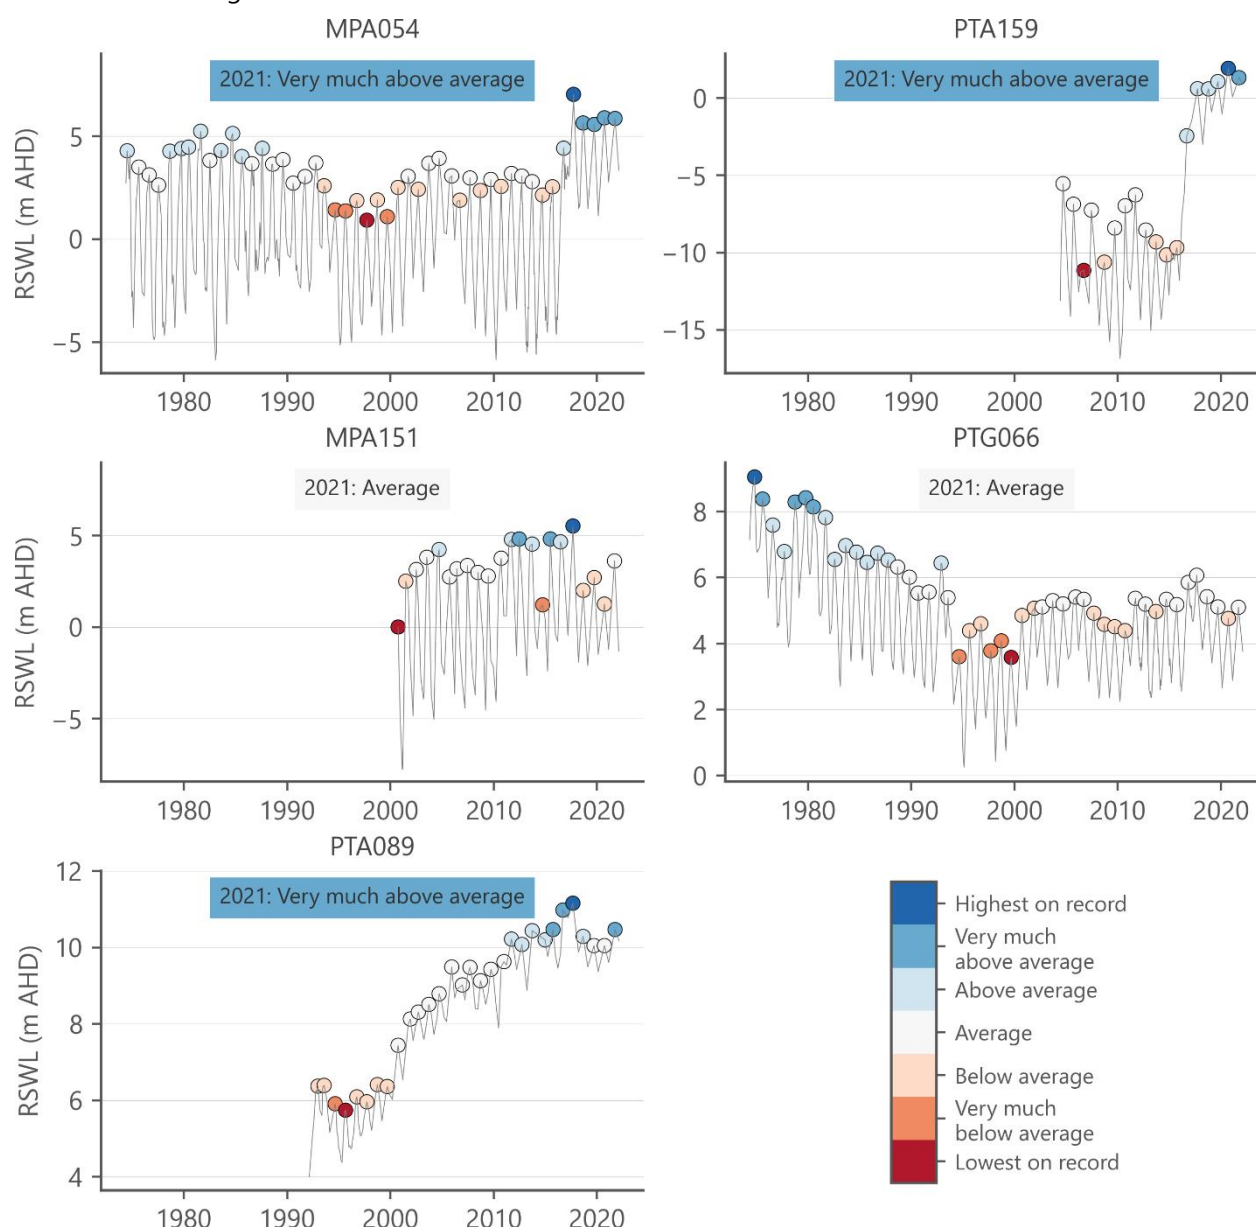 MPA054
2021: Very much above average
RSWL (m AHD)
5
0
−5
1980 1990 2000 2010 2020
PTA159
2021: Very much above average
0
−5
−10
−15
1980 1990 2000 2010 2020
MPA151
2021: Average
RSWL (m AHD)
5
0
−5
1980 1990 2000 2010 2020
PTG066
2021: Average
8
6
4
2
0
1980 1990 2000 2010 2020
PTA089
2021: Very much above average
RSWL (m AHD)
12
10
8
6
4
1980 1990 2000 2010 2020
Highest on record
Very much
above average
Above average
Average
Below average
Very much
below average
Lowest on record